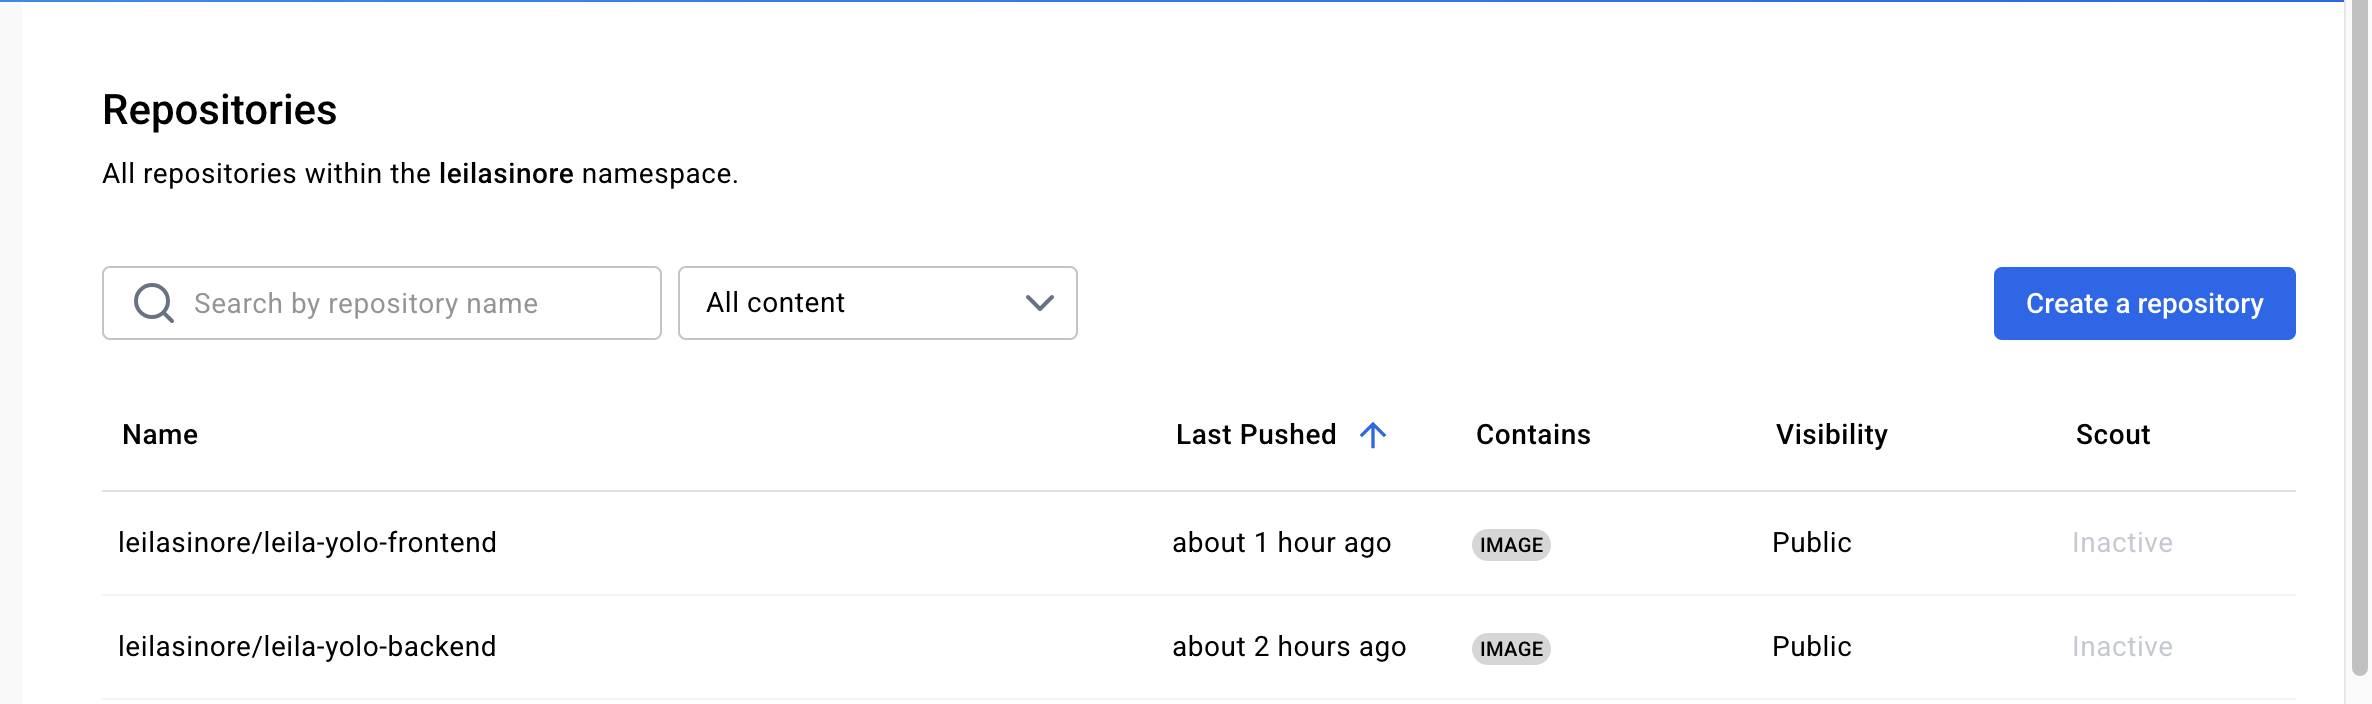 Repositories
All repositories within the leilasinore namespace.
Search by repository name
All content
Create a repository
Name Last Pushed Contains Visibility Scout
leilasinore/leila-yolo-frontend about 1 hour ago IMAGE Public Inactive
leilasinore/leila-yolo-backend about 2 hours ago IMAGE Public Inactive